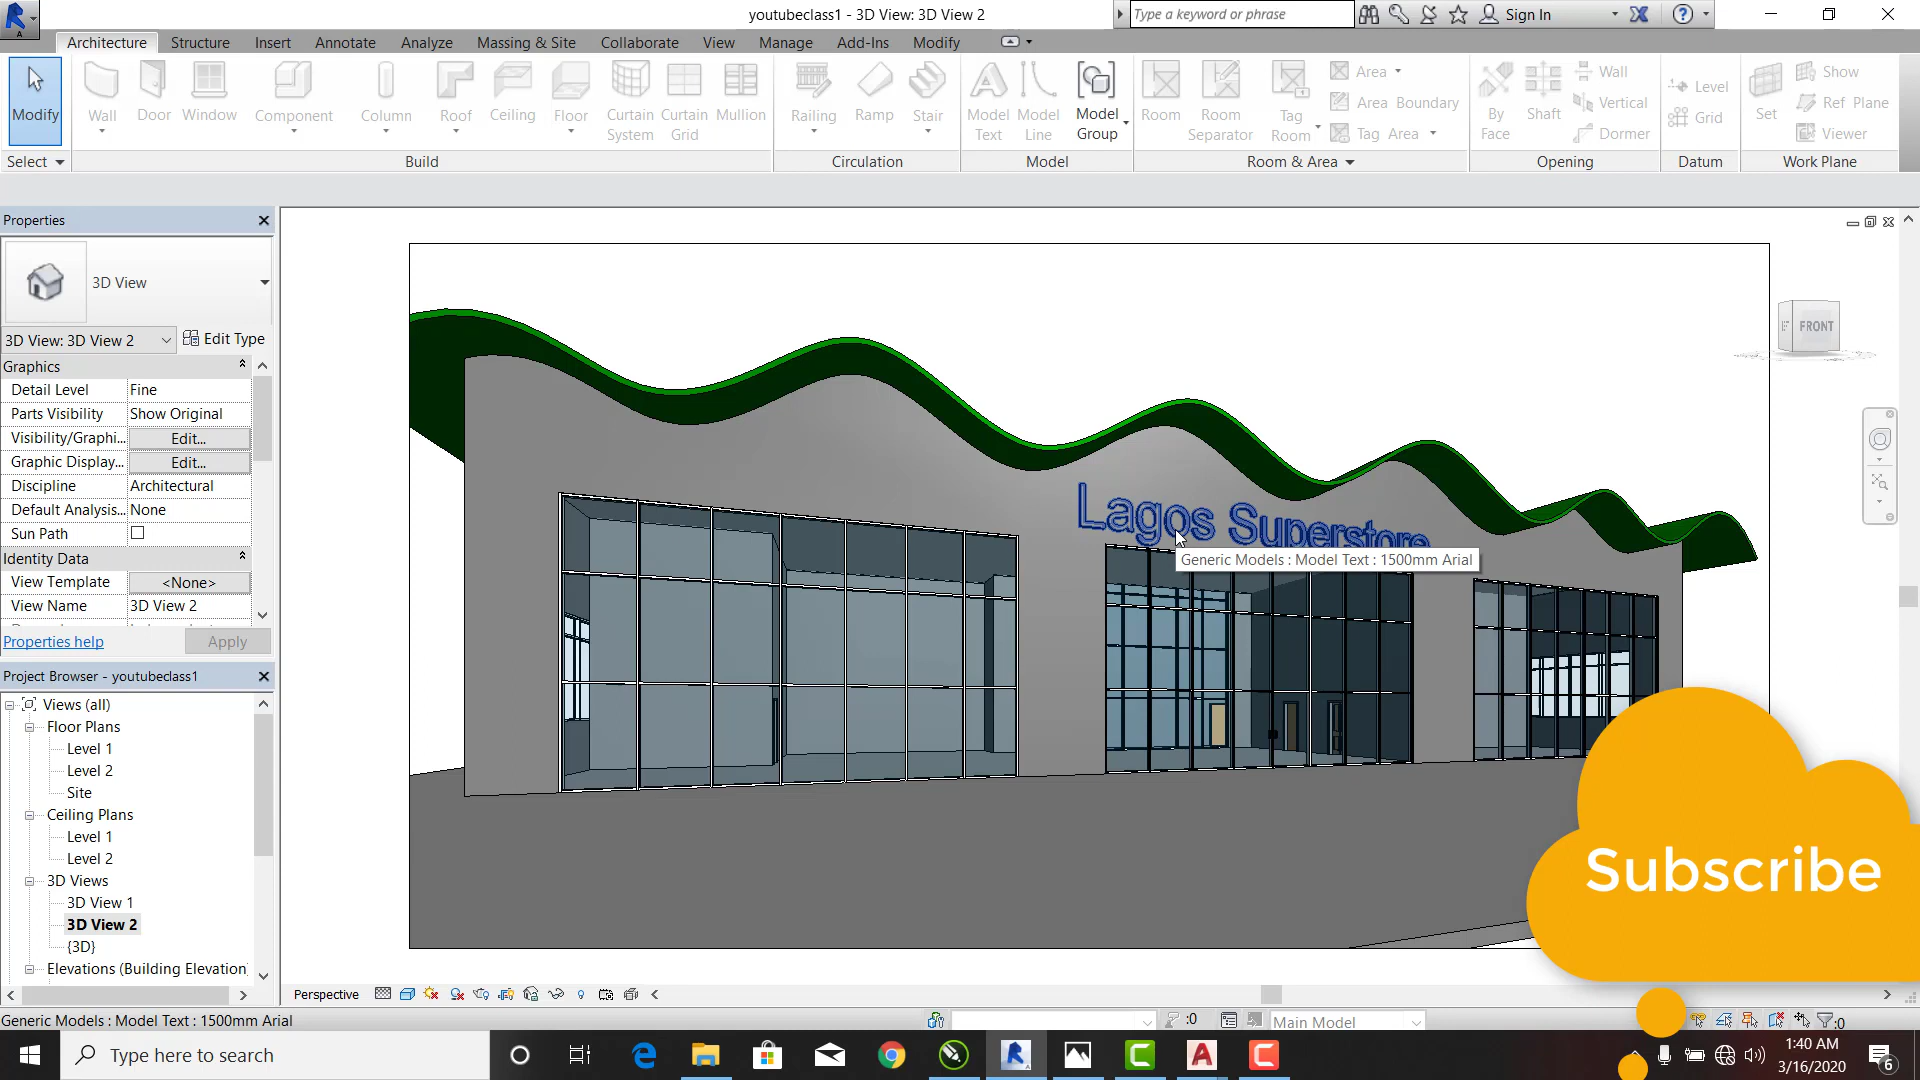 youtubeclass1 - 3D View: 3D View 2
Type a keyword or phrase
Sign In
Architecture Structure Insert Annotate Analyze Massing & Site Collaborate View Manage Add-Ins Modify
Modify
Wall Door Window Component Column Roof Ceiling Floor Curtain System Curtain Grid Mullion
Railing Ramp Stair
Model Text Model Line Model Group
Room Room Separator Tag Room Area Area Boundary Tag Area
By Face Shaft Wall Vertical Dormer
Level Grid
Set Show Ref Plane Viewer
Select Build Circulation Model Room & Area Opening Datum Work Plane
Properties
3D View
3D View: 3D View 2 Edit Type
Graphics
Detail Level Fine
Parts Visibility Show Original
Visibility/Graphi... Edit...
Graphic Display... Edit...
Discipline Architectural
Default Analysis... None
Sun Path
Identity Data
View Template <None>
View Name 3D View 2
Properties help Apply
Project Browser - youtubeclass1
Views (all)
Floor Plans
Level 1
Level 2
Site
Ceiling Plans
Level 1
Level 2
3D Views
3D View 1
3D View 2
{3D}
Elevations (Building Elevation)
FRONT
Lagos Superstore
Generic Models : Model Text : 1500mm Arial
Subscribe
Perspective
Generic Models : Model Text : 1500mm Arial
:0
Main Model
:0
Type here to search
1:40 AM
3/16/2020
6